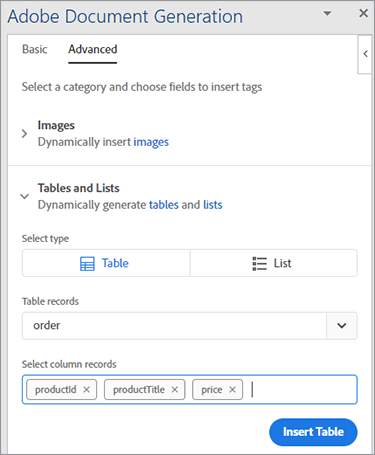 Adobe Document Generation
Basic Advanced
Select a category and choose fields to insert tags
Images
Dynamically insert images
Tables and Lists
Dynamically generate tables and lists
Select type
Table List
Table records
order
Select column records
productId productTitle price
Insert Table